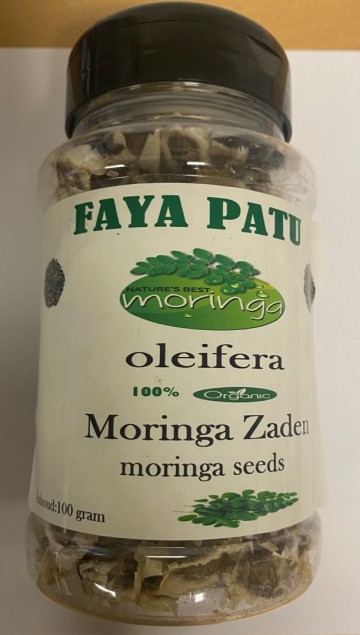 FAYA PATU
NATURE'S BEST
moringa
oleifera
100% Organic
Moringa Zaden
moringa seeds
Inhoud:100 gram